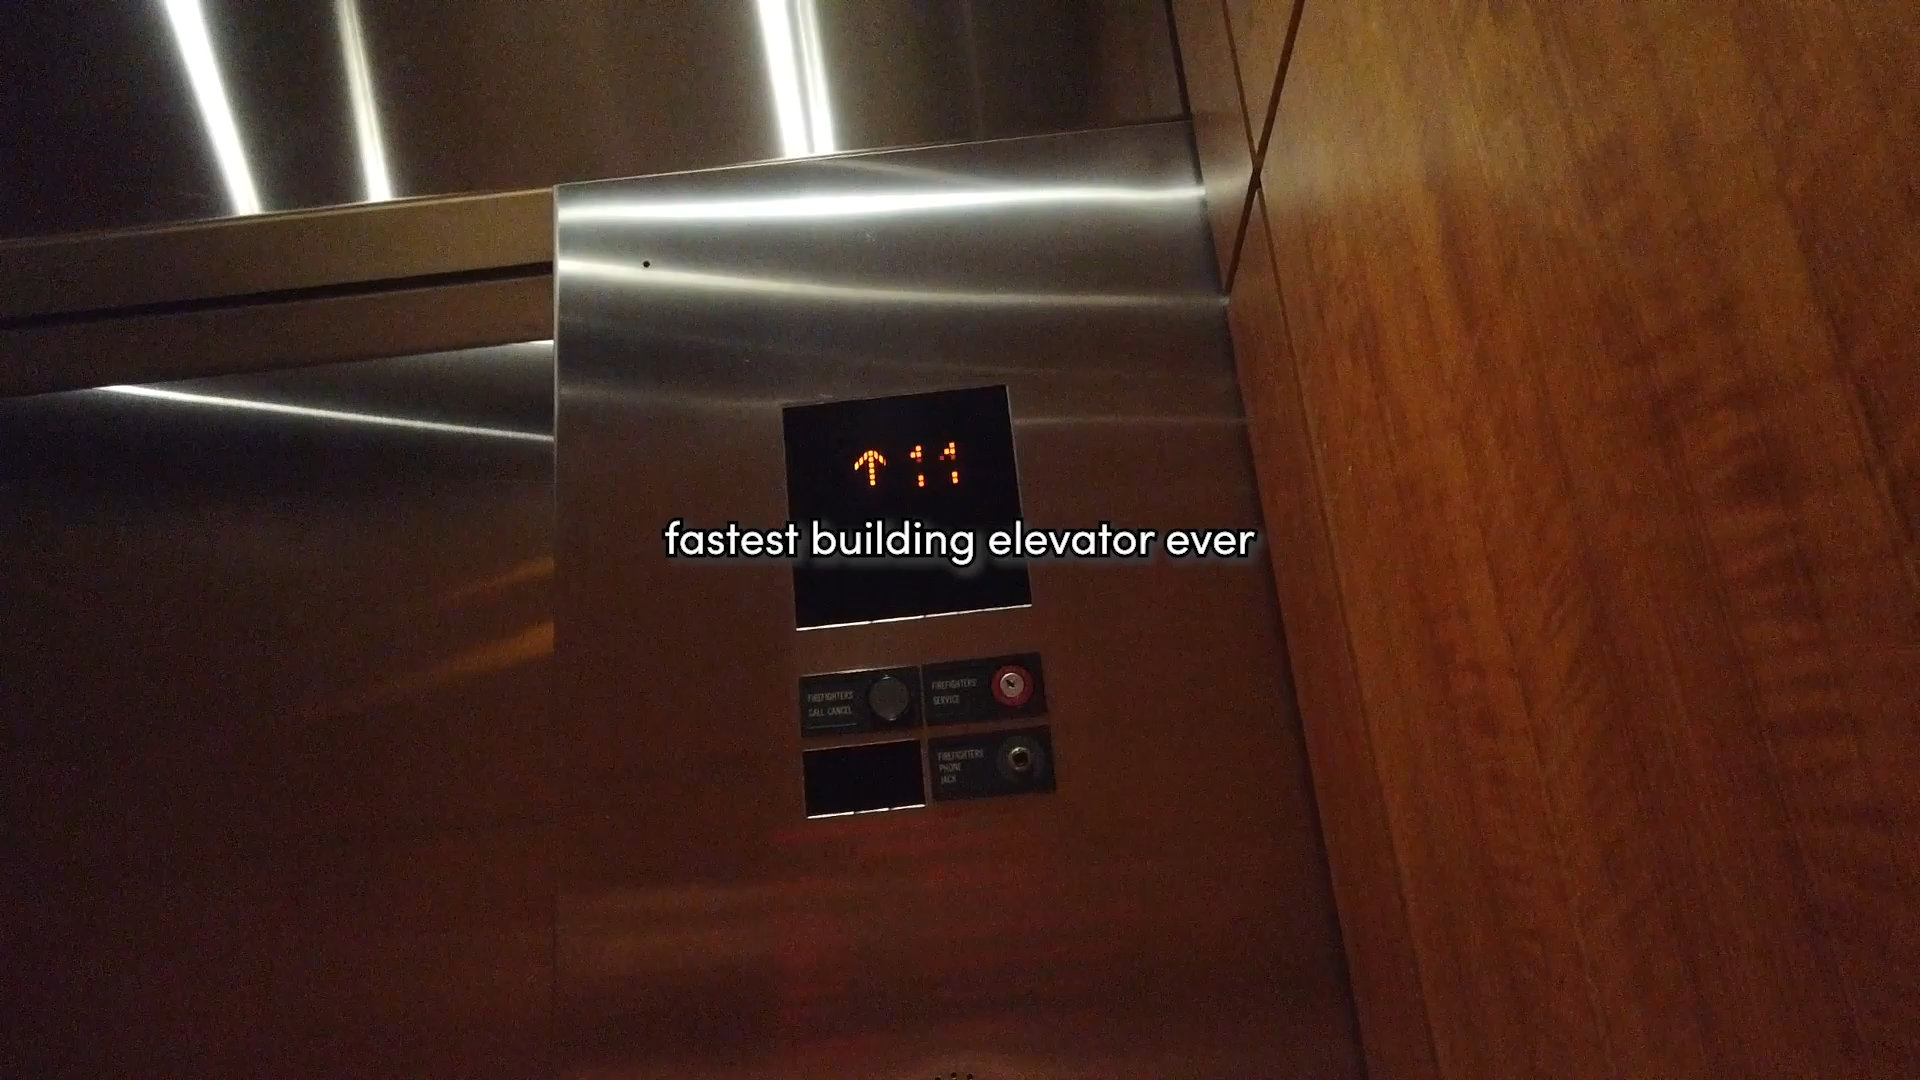 ↑ 11
fastest building elevator ever
FIREFIGHTERS
CALL CANCEL
FIREFIGHTERS
SERVICE
FIREFIGHTERS
PHONE
JACK